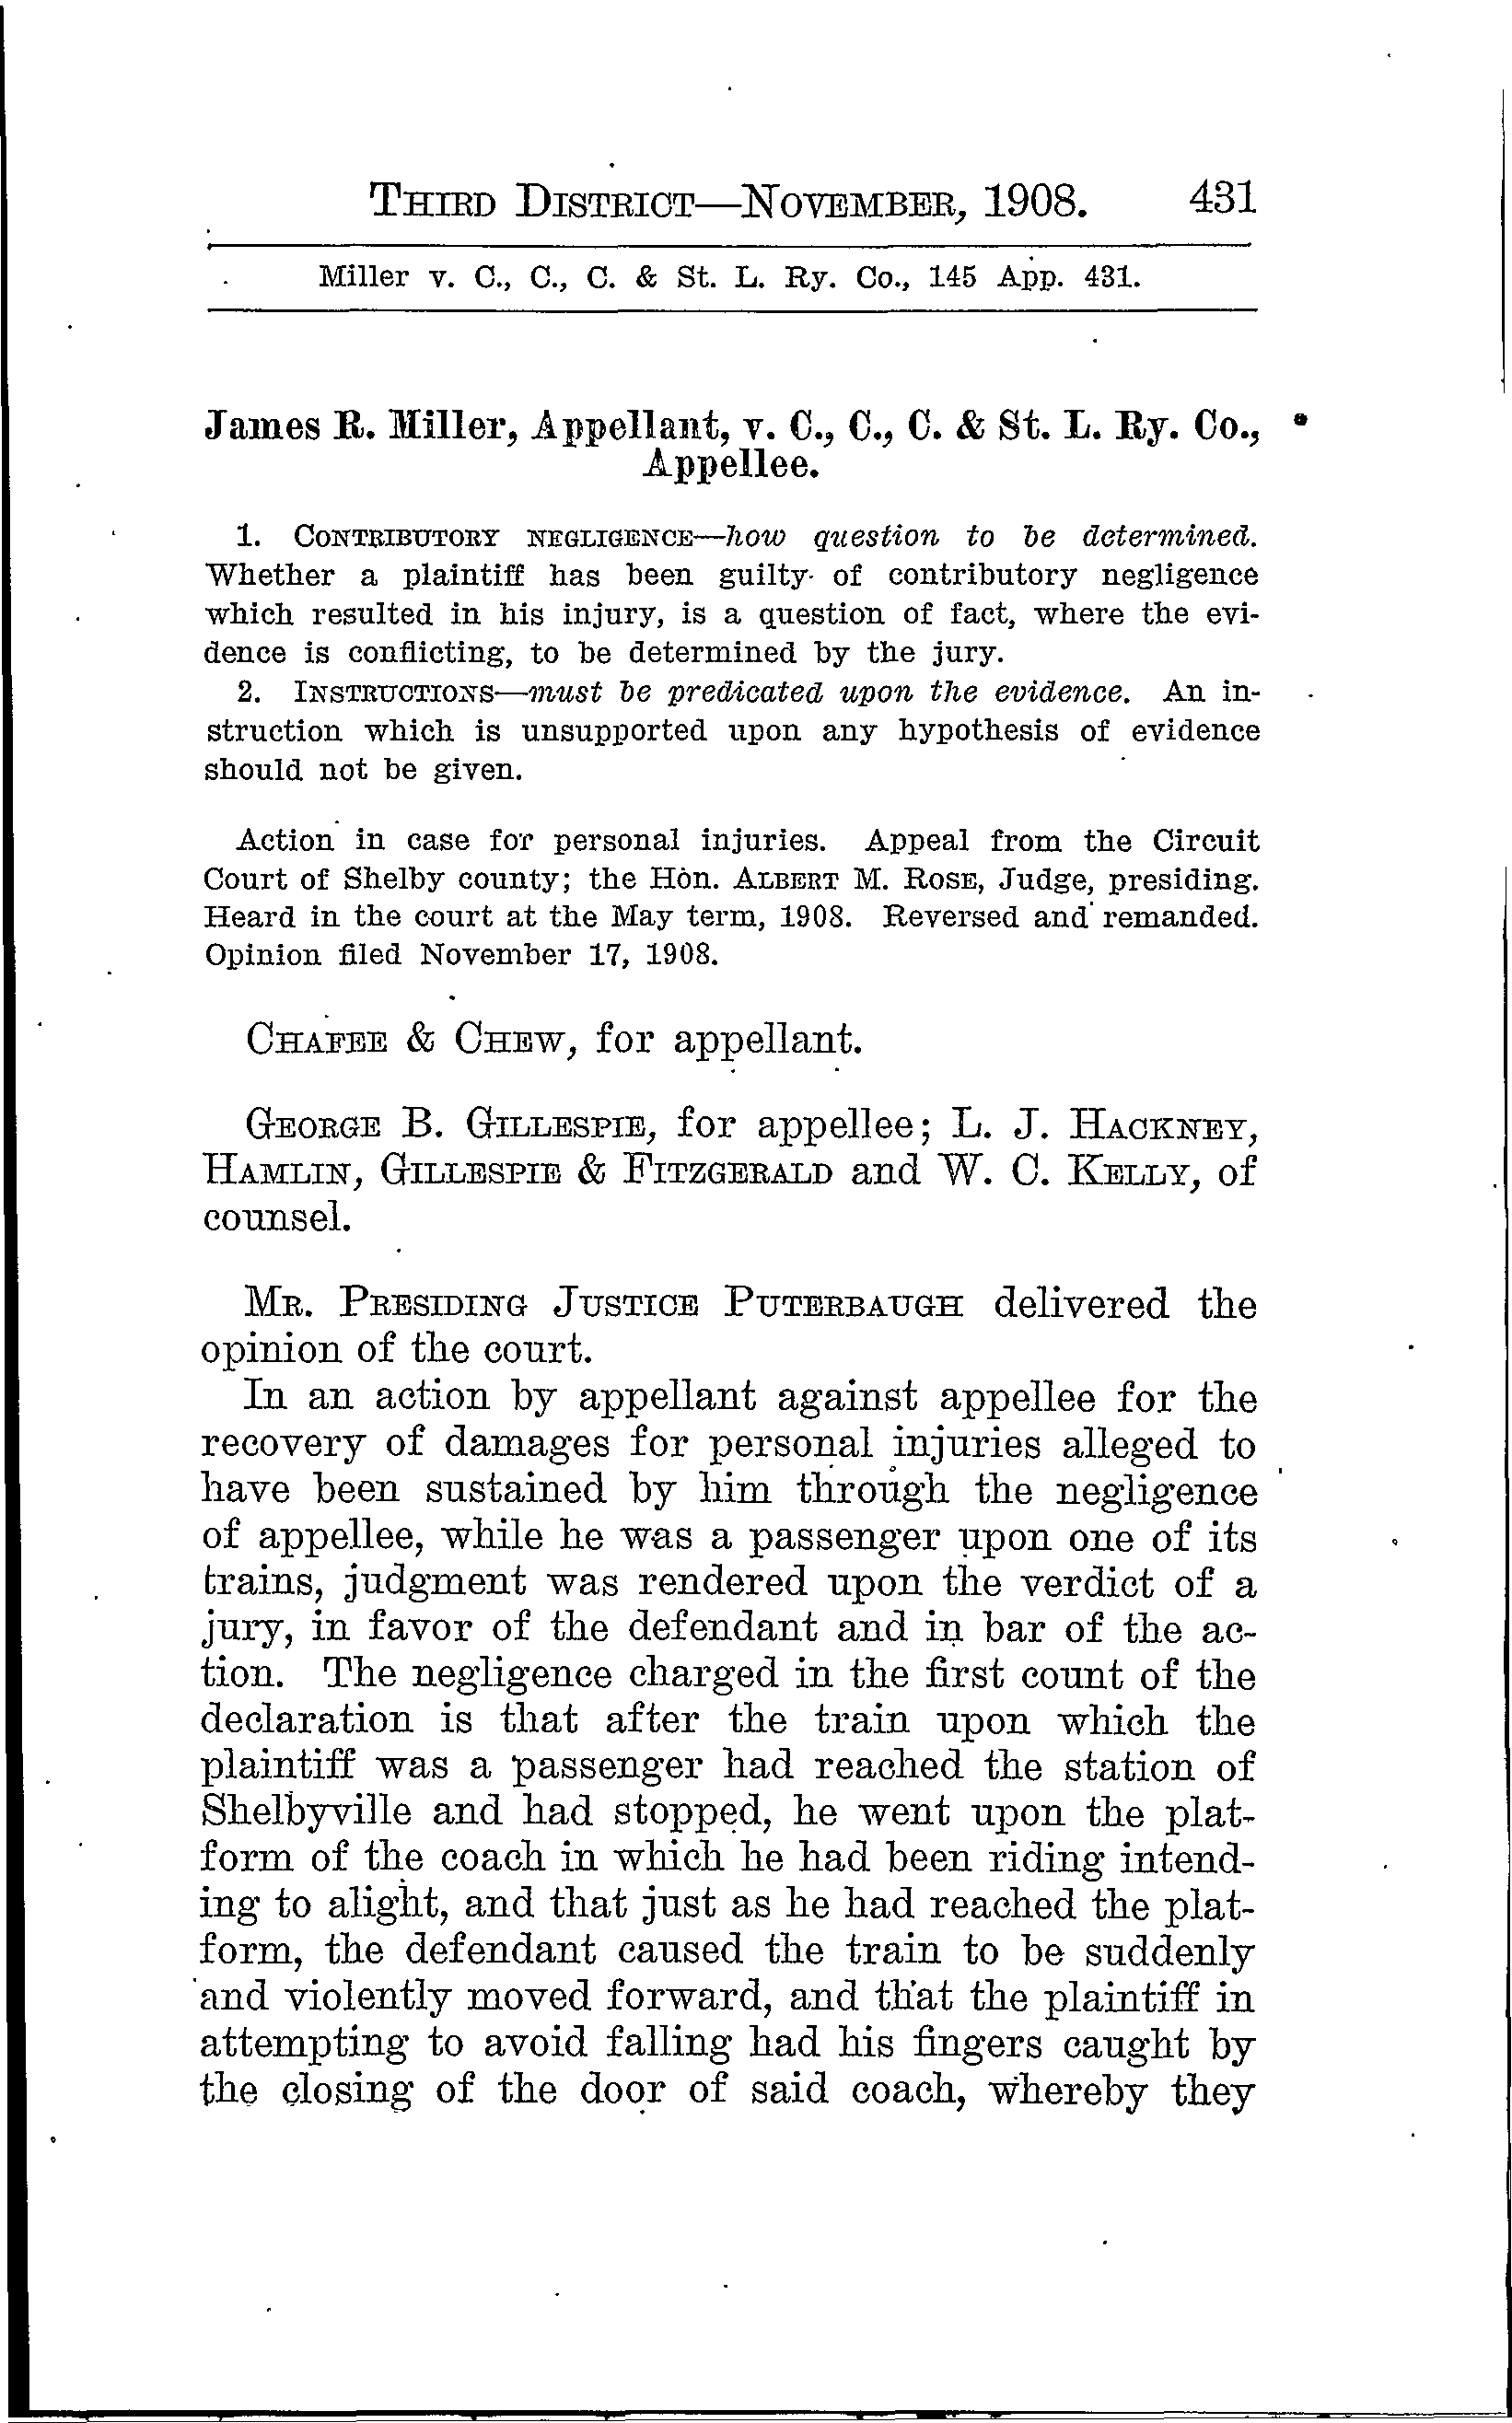 THIRD DISTRICT—NOVEMBER, 1908. 431
Miller v. C., C., C. & St. L. Ry. Co., 145 App. 431.
James R. Miller, Appellant, v. C., C., C. & St. L. Ry. Co.,
Appellee.
1. CONTRIBUTORY NEGLIGENCE—how question to be determined.
Whether a plaintiff has been guilty of contributory negligence
which resulted in his injury, is a question of fact, where the evi-
dence is conflicting, to be determined by the jury.
2. INSTRUCTIONS—must be predicated upon the evidence. An in-
struction which is unsupported upon any hypothesis of evidence
should not be given.
Action in case for personal injuries. Appeal from the Circuit
Court of Shelby county; the Hon. ALBERT M. ROSE, Judge, presiding.
Heard in the court at the May term, 1908. Reversed and remanded.
Opinion filed November 17, 1908.
CHAFEE & CHEW, for appellant.
GEORGE B. GILLESPIE, for appellee; L. J. HACKNEY,
HAMLIN, GILLESPIE & FITZGERALD and W. C. KELLY, of
counsel.
MR. PRESIDING JUSTICE PUTERBAUGH delivered the
opinion of the court.
In an action by appellant against appellee for the
recovery of damages for personal injuries alleged to
have been sustained by him through the negligence
of appellee, while he was a passenger upon one of its
trains, judgment was rendered upon the verdict of a
jury, in favor of the defendant and in bar of the ac-
tion. The negligence charged in the first count of the
declaration is that after the train upon which the
plaintiff was a passenger had reached the station of
Shelbyville and had stopped, he went upon the plat-
form of the coach in which he had been riding intend-
ing to alight, and that just as he had reached the plat-
form, the defendant caused the train to be suddenly
and violently moved forward, and that the plaintiff in
attempting to avoid falling had his fingers caught by
the closing of the door of said coach, whereby they